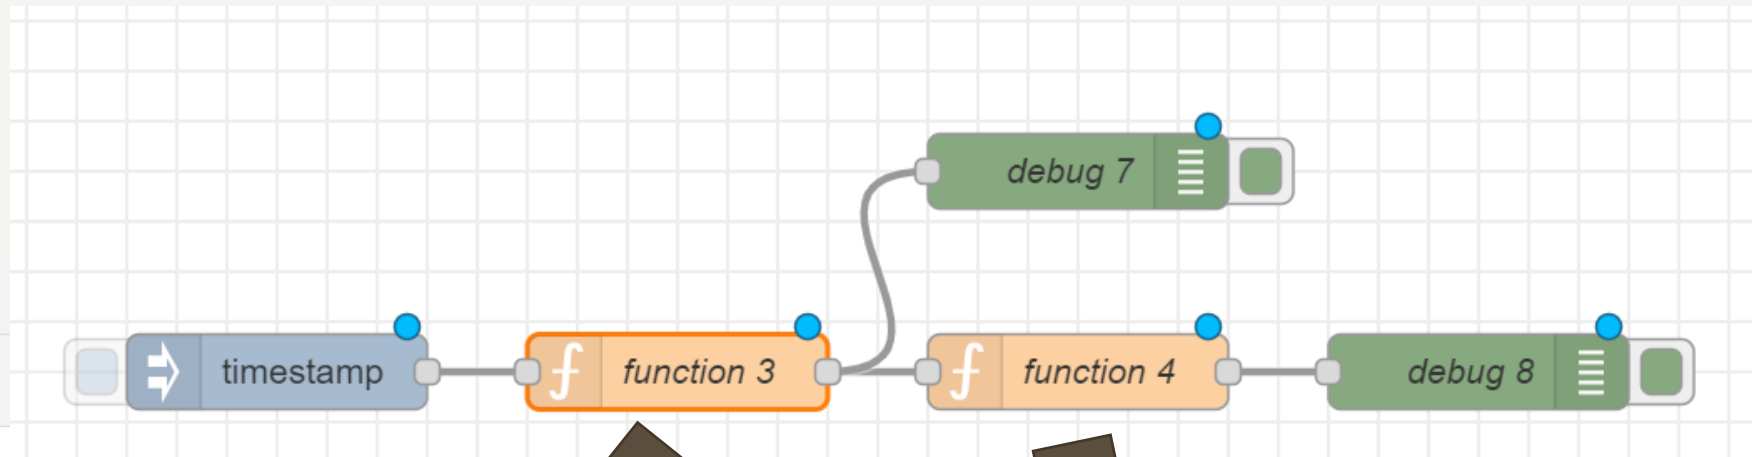 debug 7
timestamp
function 3
function 4
debug 8